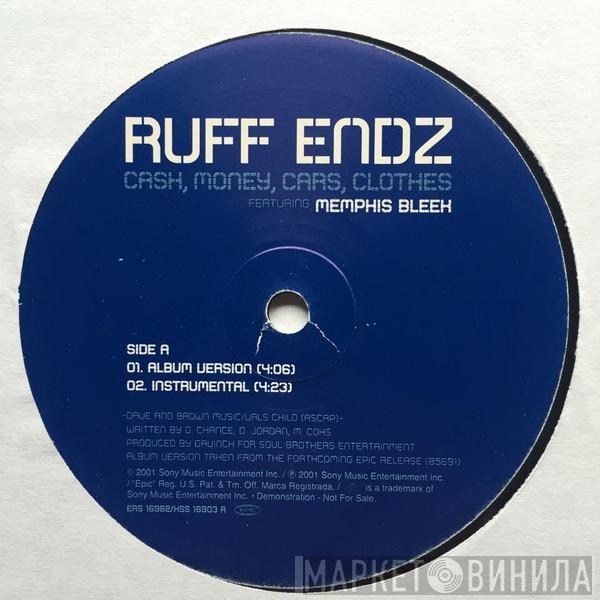 RUFF ENDZ
CASH, MONEY, CARS, CLOTHES
FEATURING MEMPHIS BLEEK
SIDE A
01. ALBUM VERSION (4:06)
02. INSTRUMENTAL (4:23)
-DAVE AND BROWN MUSIC/VALS CHILD (ASCAP)-
WRITTEN BY D. CHANCE, D. JORDAN, M. COXS
PRODUCED BY DAVINCH FOR SOUL BROTHERS ENTERTAINMENT
ALBUM VERSION TAKEN FROM THE FORTHCOMING EPIC RELEASE (85691)
© 2001 Sony Music Entertainment Inc. / ℗ 2001 Sony Music Entertainment Inc.
/ "Epic" Reg. U.S. Pat. & Tm. Off. Marca Registrada. / is a trademark of
Sony Music Entertainment Inc. • Demonstration - Not For Sale.
EAS 16982/XSS 16903 A
МАРКЕТ ВИНИЛА